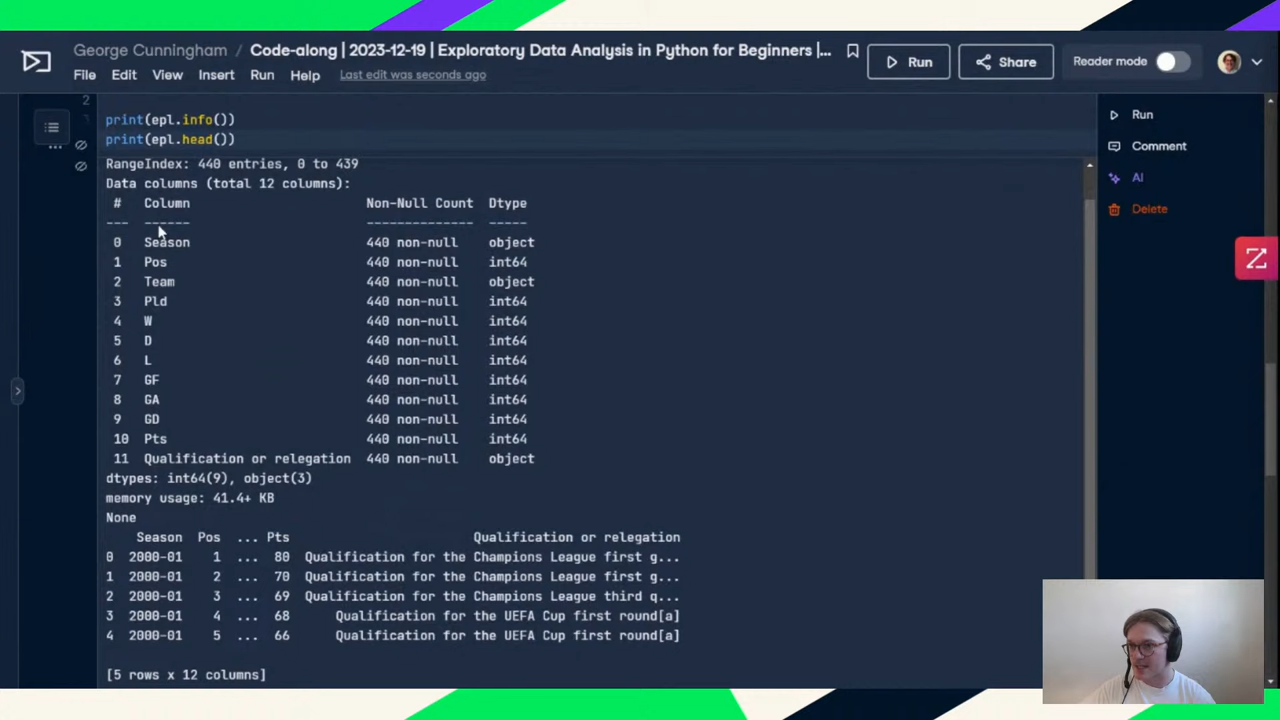 George Cunningham / Code-along | 2023-12-19 | Exploratory Data Analysis in Python for Beginners |...
Run
Share
Reader mode
File Edit View Insert Run Help Last edit was seconds ago
2
print(epl.info())
print(epl.head())
RangeIndex: 440 entries, 0 to 439
Data columns (total 12 columns):
# Column Non-Null Count Dtype
--- ------ -------------- -----
0 Season 440 non-null object
1 Pos 440 non-null int64
2 Team 440 non-null object
3 Pld 440 non-null int64
4 W 440 non-null int64
5 D 440 non-null int64
6 L 440 non-null int64
7 GF 440 non-null int64
8 GA 440 non-null int64
9 GD 440 non-null int64
10 Pts 440 non-null int64
11 Qualification or relegation 440 non-null object
dtypes: int64(9), object(3)
memory usage: 41.4+ KB
None
Season Pos ... Pts Qualification or relegation
0 2000-01 1 ... 80 Qualification for the Champions League first g...
1 2000-01 2 ... 70 Qualification for the Champions League first g...
2 2000-01 3 ... 69 Qualification for the Champions League third q...
3 2000-01 4 ... 68 Qualification for the UEFA Cup first round[a]
4 2000-01 5 ... 66 Qualification for the UEFA Cup first round[a]
[5 rows x 12 columns]
Run
Comment
AI
Delete